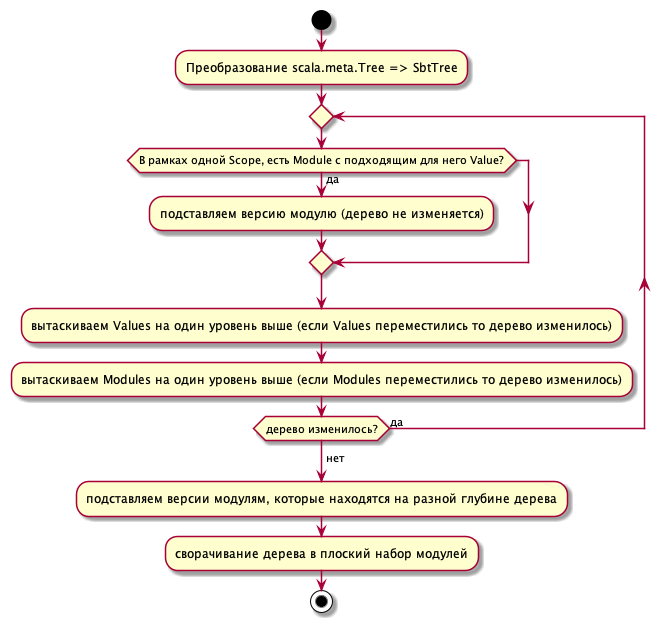 Преобразование scala.meta.Tree => SbtTree
В рамках одной Scope, есть Module с подходящим для него Value?
да
подставляем версию модулю (дерево не изменяется)
вытаскиваем Values на один уровень выше (если Values переместились то дерево изменилось)
вытаскиваем Modules на один уровень выше (если Modules переместились то дерево изменилось)
дерево изменилось?
да
нет
подставляем версии модулям, которые находятся на разной глубине дерева
сворачивание дерева в плоский набор модулей